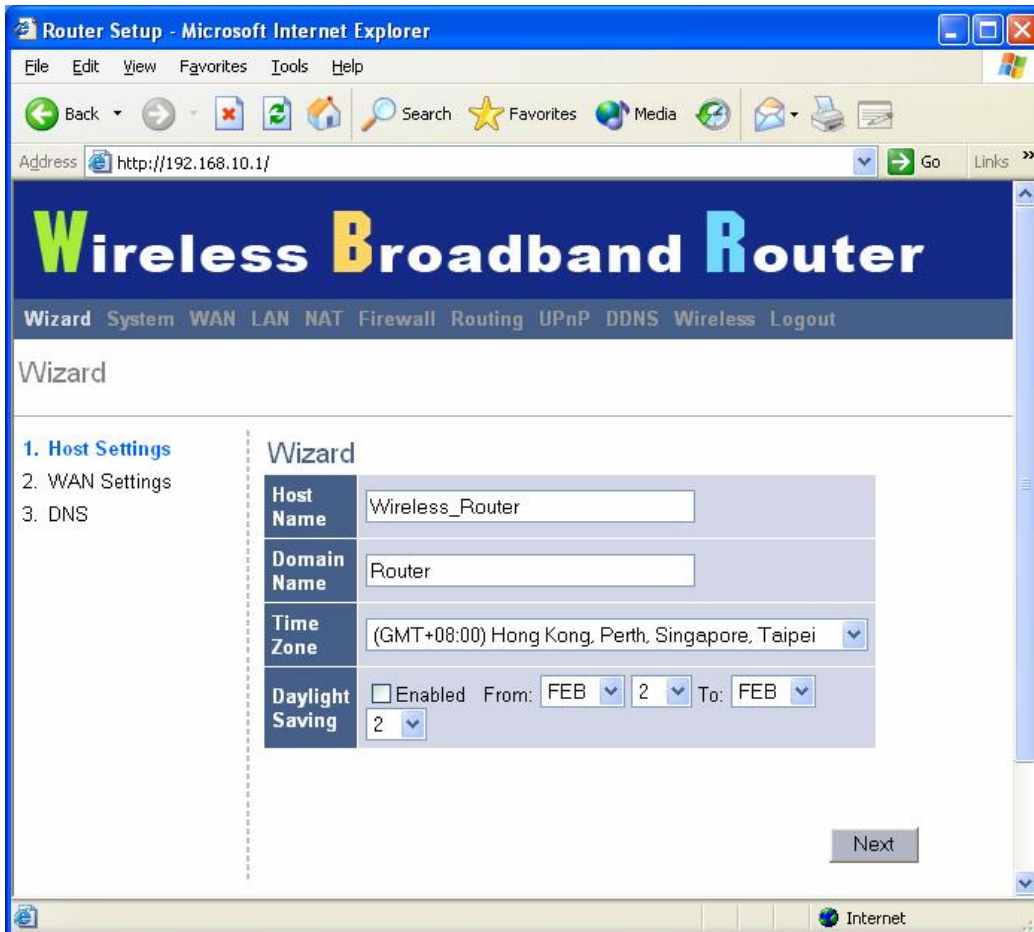 Router Setup - Microsoft Internet Explorer
File Edit View Favorites Tools Help
Back Search Favorites Media
Address http://192.168.10.1/ Go Links »
Wireless Broadband Router
Wizard System WAN LAN NAT Firewall Routing UPnP DDNS Wireless Logout
Wizard
1. Host Settings
2. WAN Settings
3. DNS
Wizard
Host Name Wireless_Router
Domain Name Router
Time Zone (GMT+08:00) Hong Kong, Perth, Singapore, Taipei
Daylight Saving Enabled From: FEB 2 To: FEB
2
Next
Internet